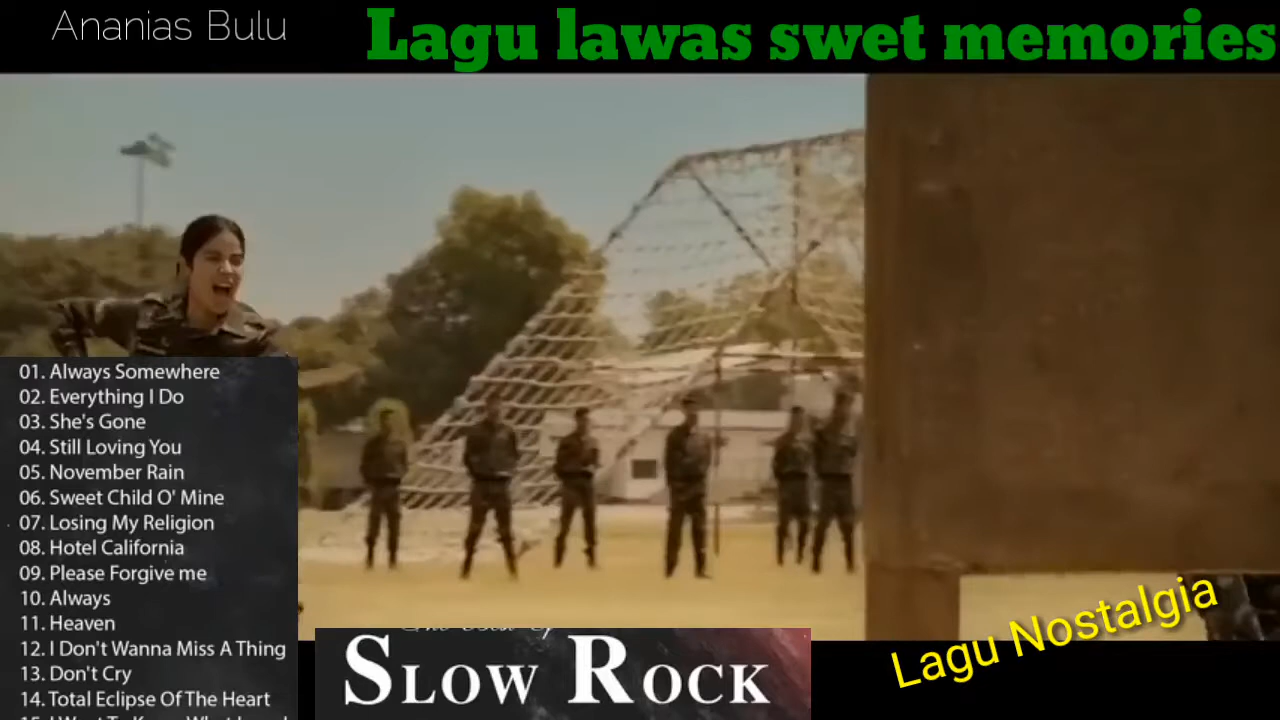 Ananias Bulu
Lagu lawas swet memories
01. Always Somewhere
02. Everything I Do
03. She's Gone
04. Still Loving You
05. November Rain
06. Sweet Child O' Mine
07. Losing My Religion
08. Hotel California
09. Please Forgive me
10. Always
11. Heaven
12. I Don't Wanna Miss A Thing
13. Don't Cry
14. Total Eclipse Of The Heart
SLOW ROCK
Lagu Nostalgia